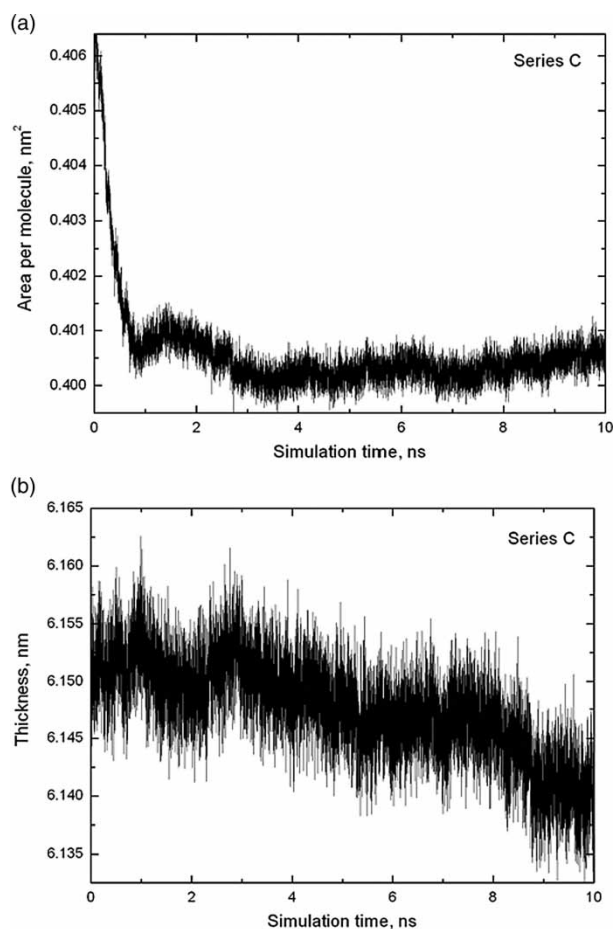 (a)
Series C
0.406
0.405
0.404
0.403
0.402
0.401
0.400
Area per molecule, nm²
0 2 4 6 8 10
Simulation time, ns
(b)
Series C
6.165
6.160
6.155
6.150
6.145
6.140
6.135
Thickness, nm
0 2 4 6 8 10
Simulation time, ns